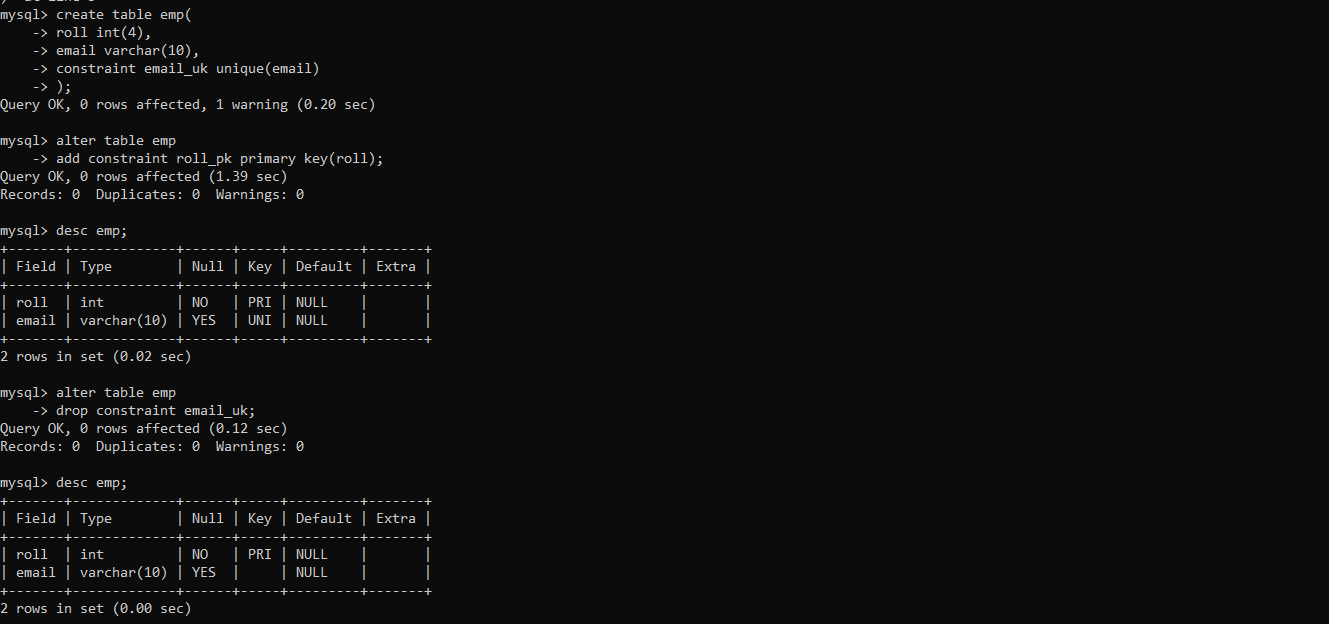 mysql> create table emp(
    -> roll int(4),
    -> email varchar(10),
    -> constraint email_uk unique(email)
    -> );
Query OK, 0 rows affected, 1 warning (0.20 sec)

mysql> alter table emp
    -> add constraint roll_pk primary key(roll);
Query OK, 0 rows affected (1.39 sec)
Records: 0  Duplicates: 0  Warnings: 0

mysql> desc emp;
+-------+-------------+------+-----+---------+-------+
| Field | Type        | Null | Key | Default | Extra |
+-------+-------------+------+-----+---------+-------+
| roll  | int         | NO   | PRI | NULL    |       |
| email | varchar(10) | YES  | UNI | NULL    |       |
+-------+-------------+------+-----+---------+-------+
2 rows in set (0.02 sec)

mysql> alter table emp
    -> drop constraint email_uk;
Query OK, 0 rows affected (0.12 sec)
Records: 0  Duplicates: 0  Warnings: 0

mysql> desc emp;
+-------+-------------+------+-----+---------+-------+
| Field | Type        | Null | Key | Default | Extra |
+-------+-------------+------+-----+---------+-------+
| roll  | int         | NO   | PRI | NULL    |       |
| email | varchar(10) | YES  |     | NULL    |       |
+-------+-------------+------+-----+---------+-------+
2 rows in set (0.00 sec)